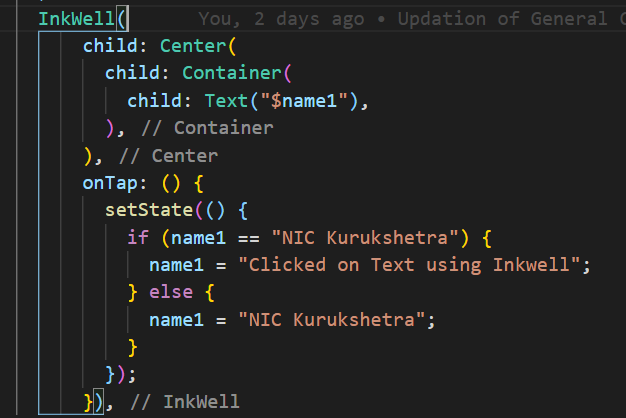 InkWell( You, 2 days ago • Updation of General
child: Center(
child: Container(
child: Text("$name1"),
), // Container
), // Center
onTap: () {
setState(() {
if (name1 == "NIC Kurukshetra") {
name1 = "Clicked on Text using Inkwell";
} else {
name1 = "NIC Kurukshetra";
}
});
}), // InkWell